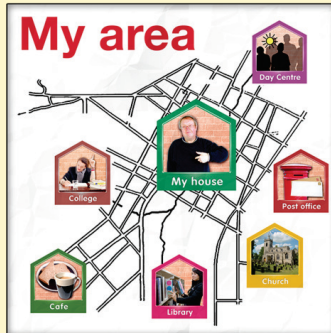 My area
Day Centre
My house
College
Post office
Church
Cafe
Library